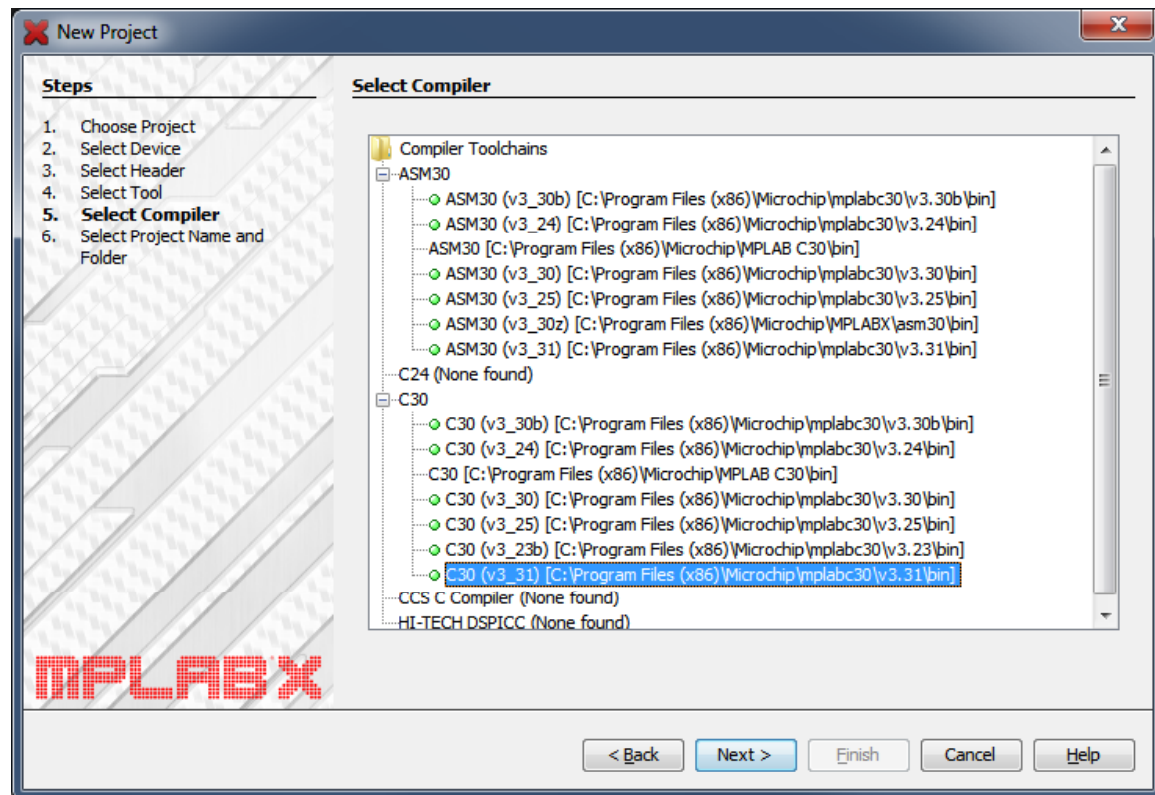 New Project
Steps
1. Choose Project
2. Select Device
3. Select Header
4. Select Tool
5. Select Compiler
6. Select Project Name and
Folder
MPLAB X
Select Compiler
Compiler Toolchains
ASM30
ASM30 (v3_30b) [C:\Program Files (x86)\Microchip\mplabc30\v3.30b\bin]
ASM30 (v3_24) [C:\Program Files (x86)\Microchip\mplabc30\v3.24\bin]
ASM30 [C:\Program Files (x86)\Microchip\MPLAB C30\bin]
ASM30 (v3_30) [C:\Program Files (x86)\Microchip\mplabc30\v3.30\bin]
ASM30 (v3_25) [C:\Program Files (x86)\Microchip\mplabc30\v3.25\bin]
ASM30 (v3_30z) [C:\Program Files (x86)\Microchip\MPLABX\asm30\bin]
ASM30 (v3_31) [C:\Program Files (x86)\Microchip\mplabc30\v3.31\bin]
C24 (None found)
C30
C30 (v3_30b) [C:\Program Files (x86)\Microchip\mplabc30\v3.30b\bin]
C30 (v3_24) [C:\Program Files (x86)\Microchip\mplabc30\v3.24\bin]
C30 [C:\Program Files (x86)\Microchip\MPLAB C30\bin]
C30 (v3_30) [C:\Program Files (x86)\Microchip\mplabc30\v3.30\bin]
C30 (v3_25) [C:\Program Files (x86)\Microchip\mplabc30\v3.25\bin]
C30 (v3_23b) [C:\Program Files (x86)\Microchip\mplabc30\v3.23\bin]
C30 (v3_31) [C:\Program Files (x86)\Microchip\mplabc30\v3.31\bin]
CCS C Compiler (None found)
HI-TECH DSPICC (None found)
< Back Next > Finish Cancel Help